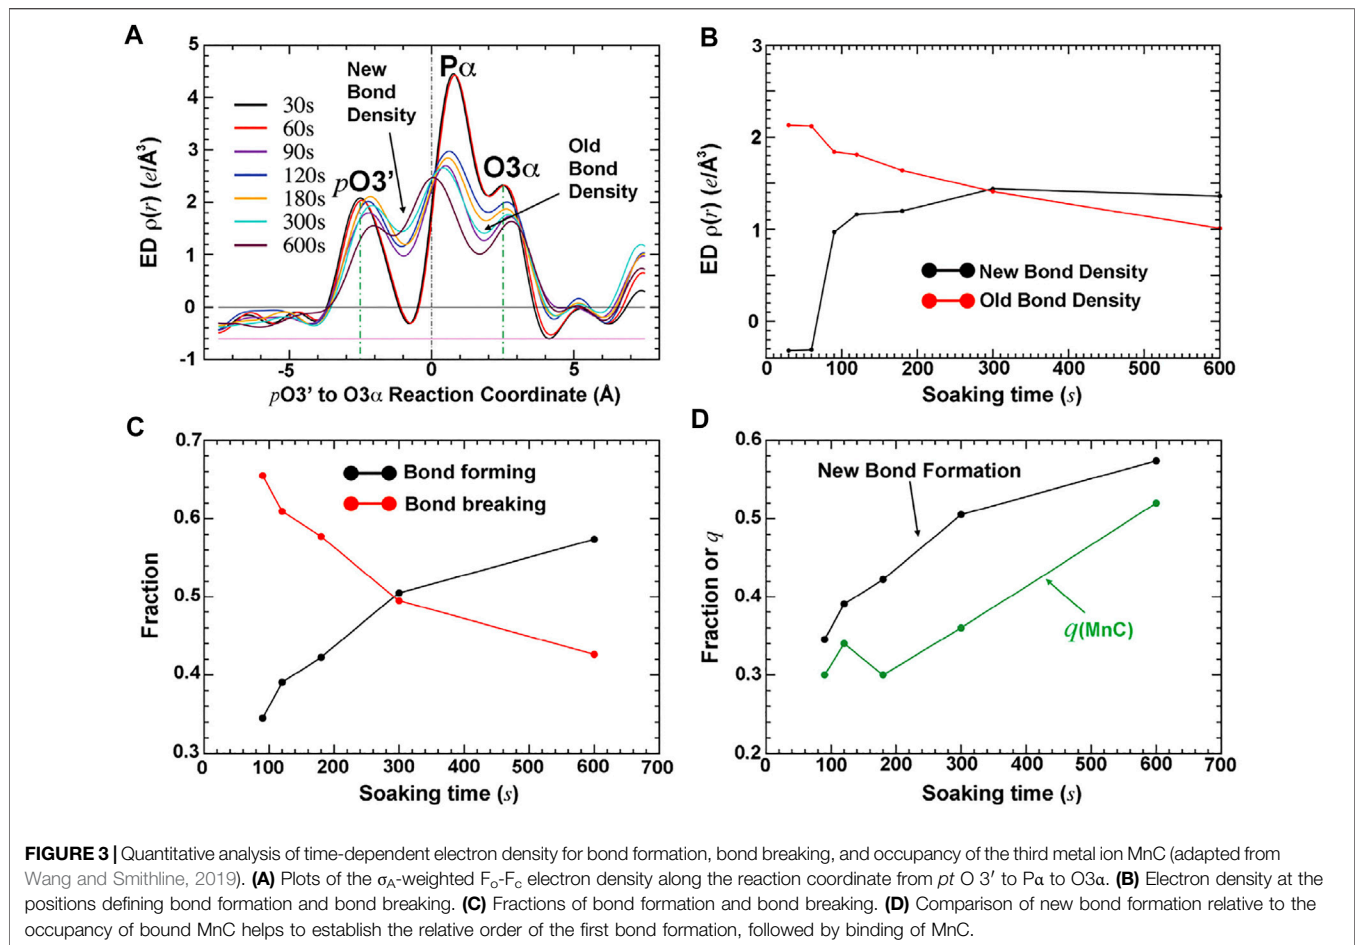 A
5
4
3
2
1
0
-1
ED ρ(r) (e/Å³)
30s
60s
90s
120s
180s
300s
600s
New
Bond
Density
Pα
pO3'
O3α
Old
Bond
Density
-5
0
5
pO3' to O3α Reaction Coordinate (Å)
B
3
2
1
0
ED ρ(r) (e/Å³)
New Bond Density
Old Bond Density
0
100
200
300
400
500
600
Soaking time (s)
C
0.7
0.6
0.5
0.4
0.3
Fraction
Bond forming
Bond breaking
0
100
200
300
400
500
600
700
Soaking time (s)
D
0.6
0.5
0.4
0.3
0.2
Fraction or q
New Bond Formation
q(MnC)
0
100
200
300
400
500
600
700
Soaking time (s)
FIGURE 3 | Quantitative analysis of time-dependent electron density for bond formation, bond breaking, and occupancy of the third metal ion MnC (adapted from
Wang and Smithline, 2019). (A) Plots of the σA-weighted Fo-Fc electron density along the reaction coordinate from pt O 3′ to Pα to O3α. (B) Electron density at the
positions defining bond formation and bond breaking. (C) Fractions of bond formation and bond breaking. (D) Comparison of new bond formation relative to the
occupancy of bound MnC helps to establish the relative order of the first bond formation, followed by binding of MnC.